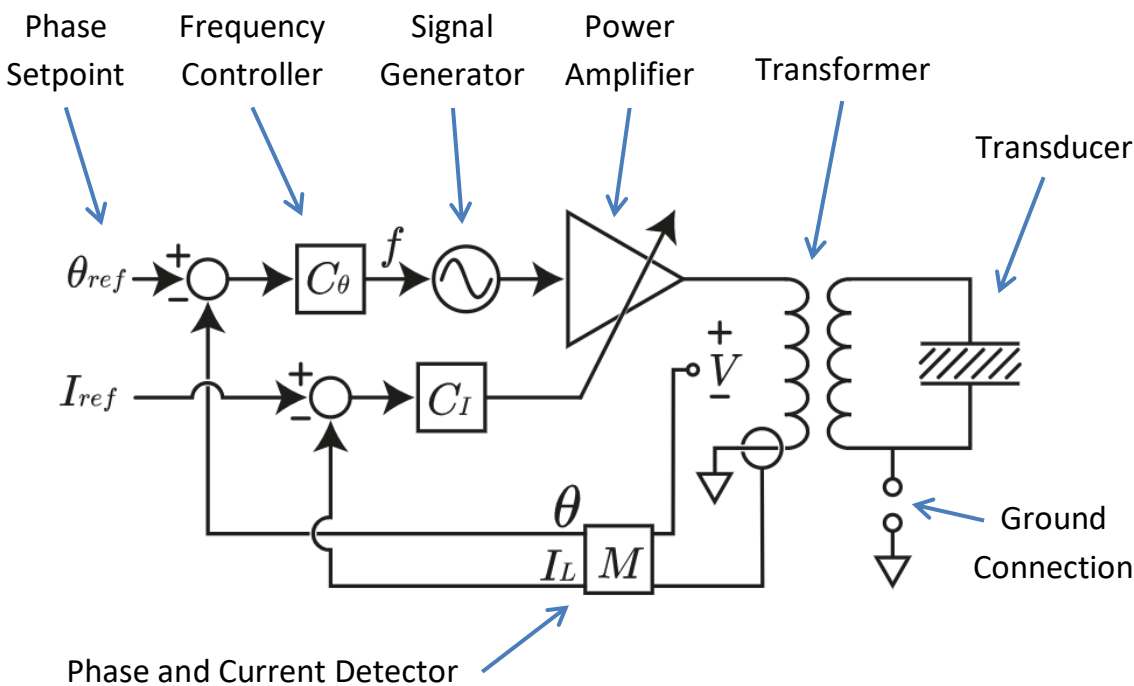 Phase
Setpoint
Frequency
Controller
Signal
Generator
Power
Amplifier
Transformer
Transducer
θref
+
−
Cθ
f
+
V
−
Iref
+
−
CI
θ
IL
M
Ground
Connection
Phase and Current Detector